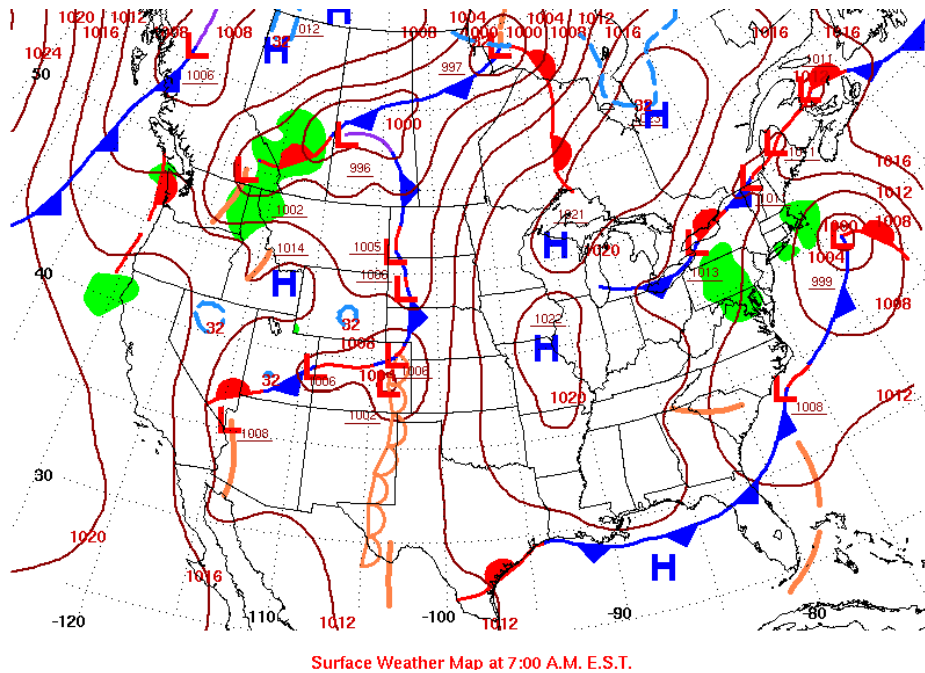 1020 1012 1008 1004 1004 1012
1016 1008 1000 1000 1008 1016 1016 1016
H 32 012 L H
1024 50 1006 H 997 L 1011 L
32 H
1000 L
L L 996 L 1016
1002 L 1011 1012
1021 1000 1008
1014 1005 L H 1020 L L 1004
40 H 1006 L 1013 999
32 32 1022 1008
1008 L H
32 L 1006 L 1006 1020 L 1012
L 1002 1008
1008
30
1020 H
1016
-120 -110 1012 -100 1012 -90 -80
Surface Weather Map at 7:00 A.M. E.S.T.